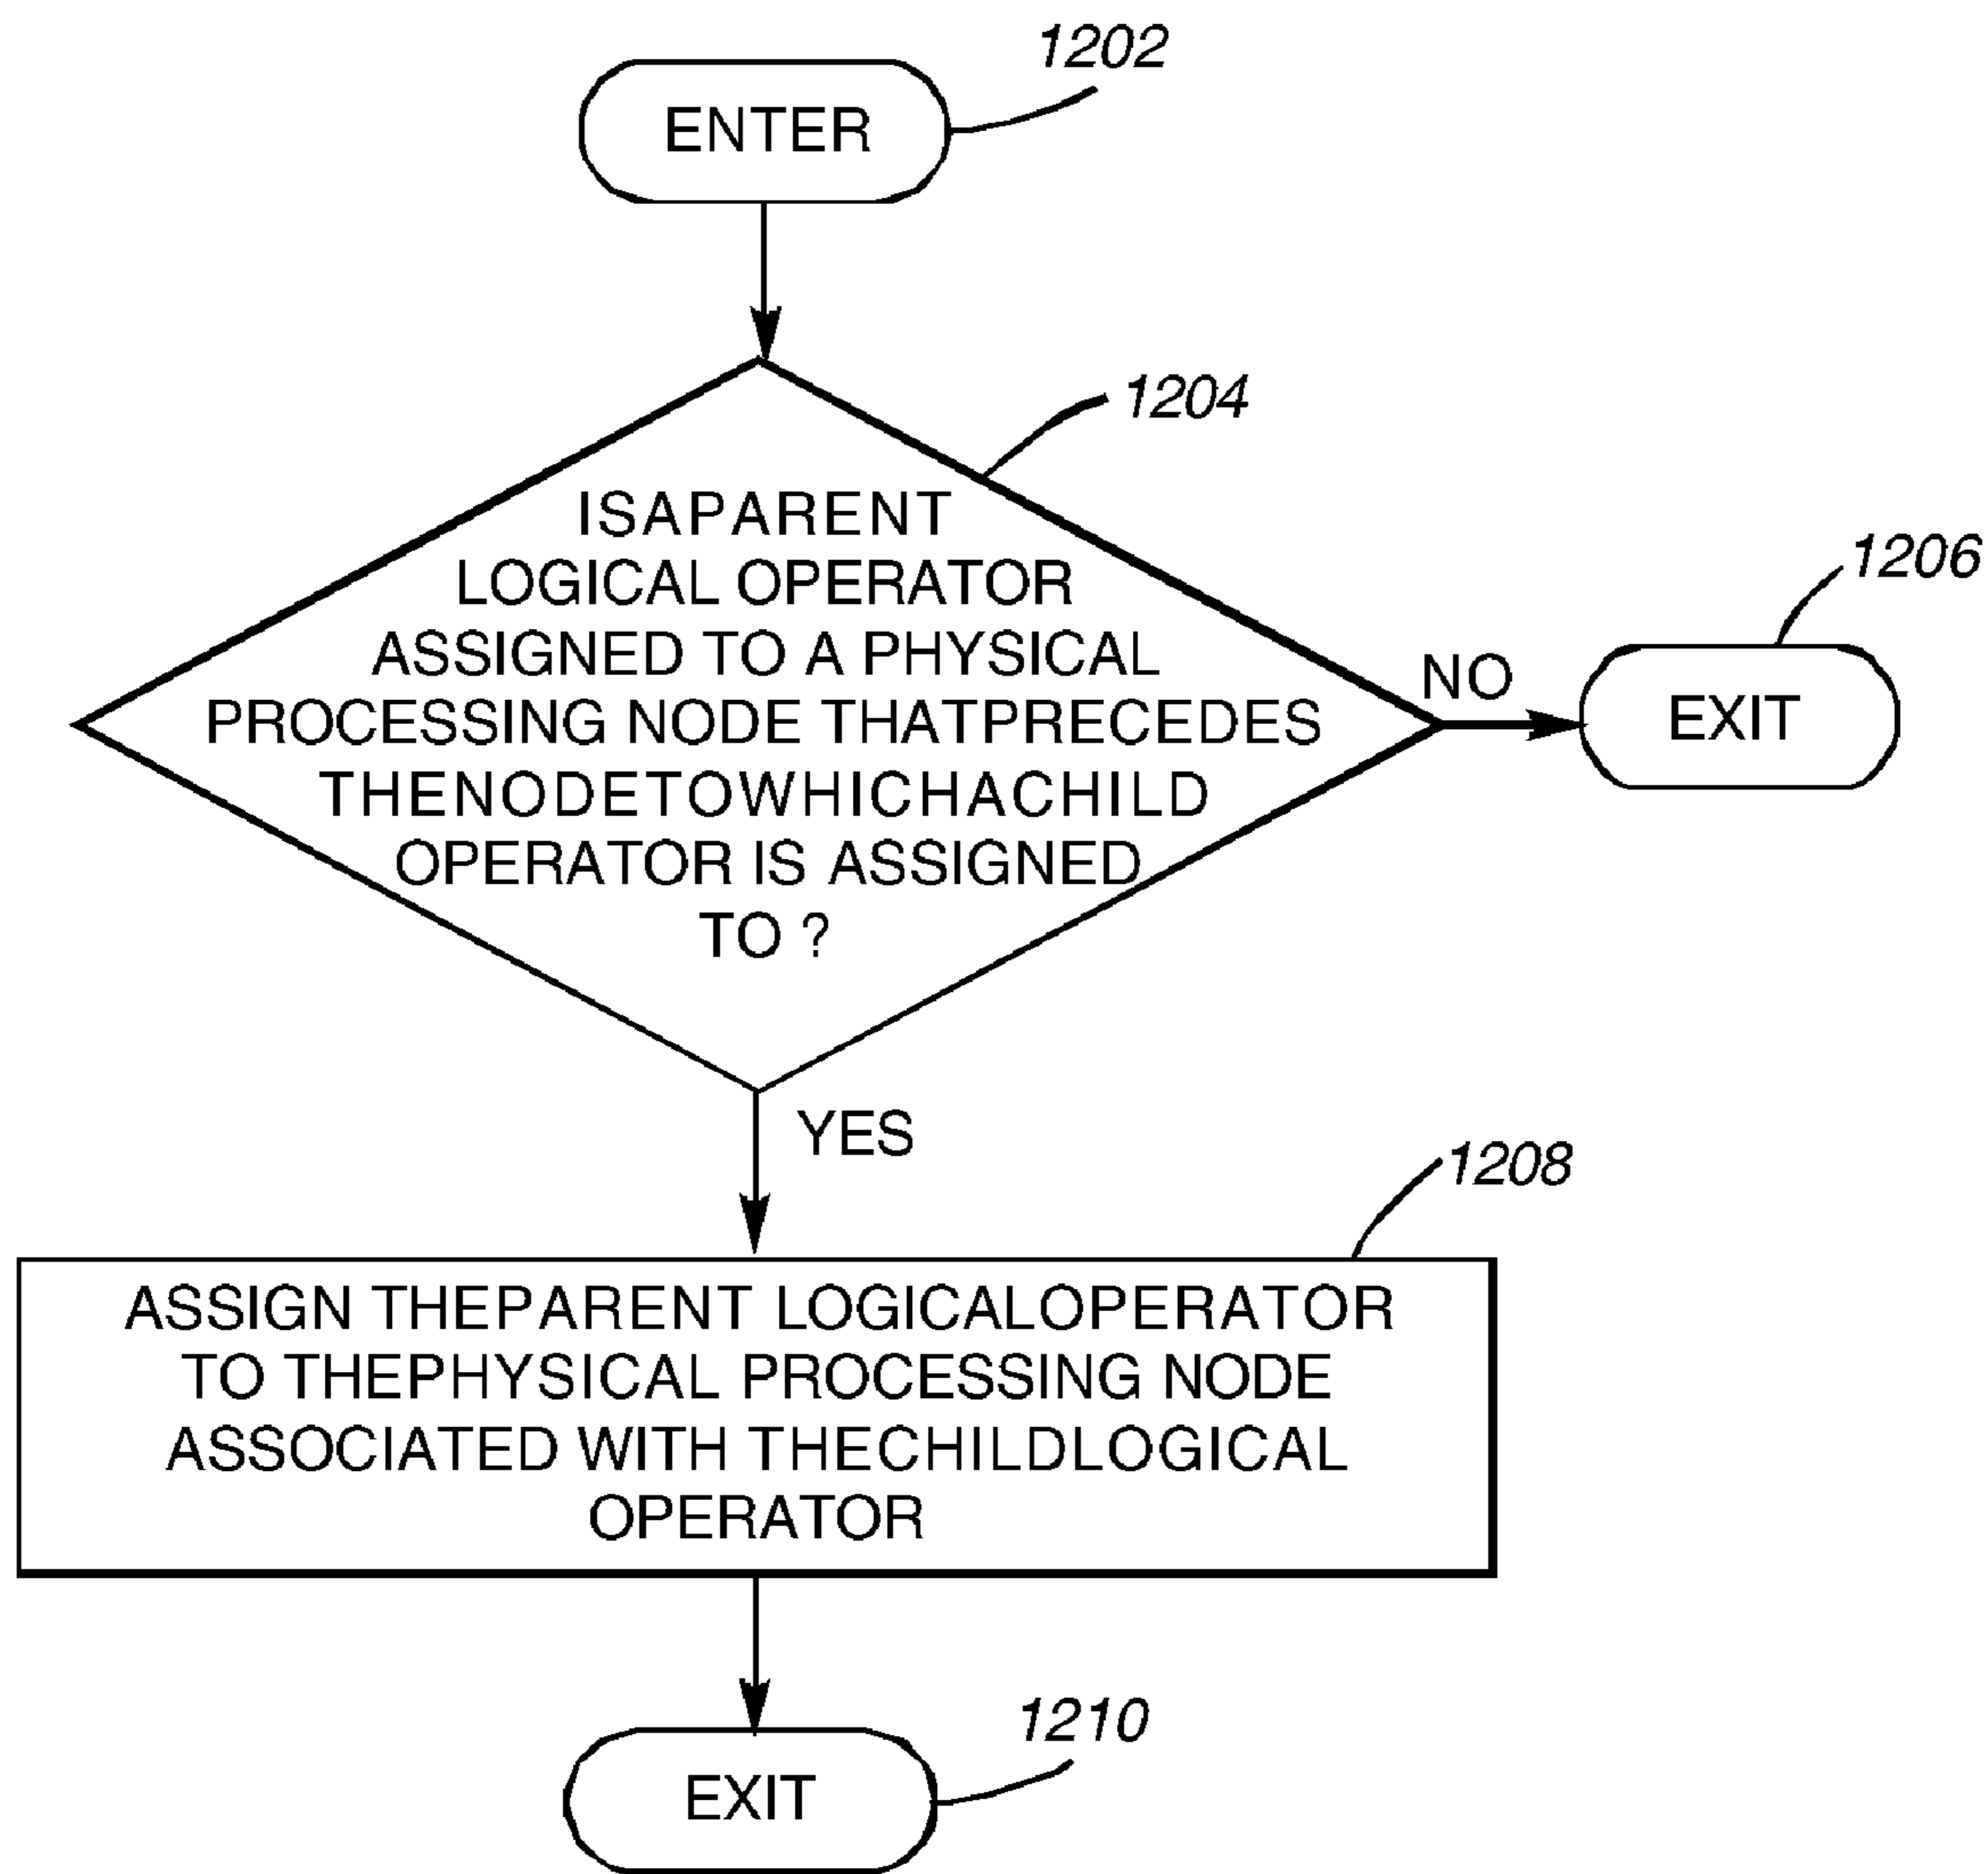 1202
ENTER
1204
ISAPARENT
LOGICAL OPERATOR
ASSIGNED TO A PHYSICAL
PROCESSING NODE THATPRECEDES
THENODETOWHICHACHILD
OPERATOR IS ASSIGNED
TO ?
NO
1206
EXIT
YES
1208
ASSIGN THEPARENT LOGICALOPERATOR
TO THEPHYSICAL PROCESSING NODE
ASSOCIATED WITH THECHILDLOGICAL
OPERATOR
1210
EXIT